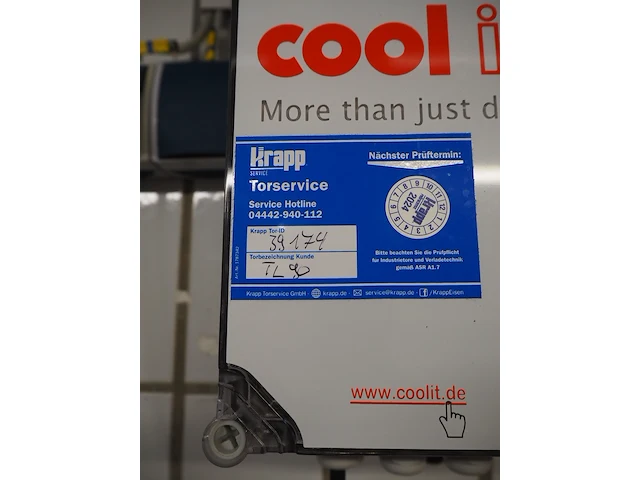 cool i
More than just d
Krapp
SERVICE
Nächster Prüftermin:
Torservice
Service Hotline
04442-940-112
Krapp Tor-ID
39174
Torbezeichnung Kunde
TL 90
2024
Krapp
Bitte beachten Sie die Prüfpflicht
für Industrietore und Verladetechnik
gemäß ASR A1.7
Krapp Torservice GmbH · krapp.de · service@krapp.de · /KrappEisen
www.coolit.de